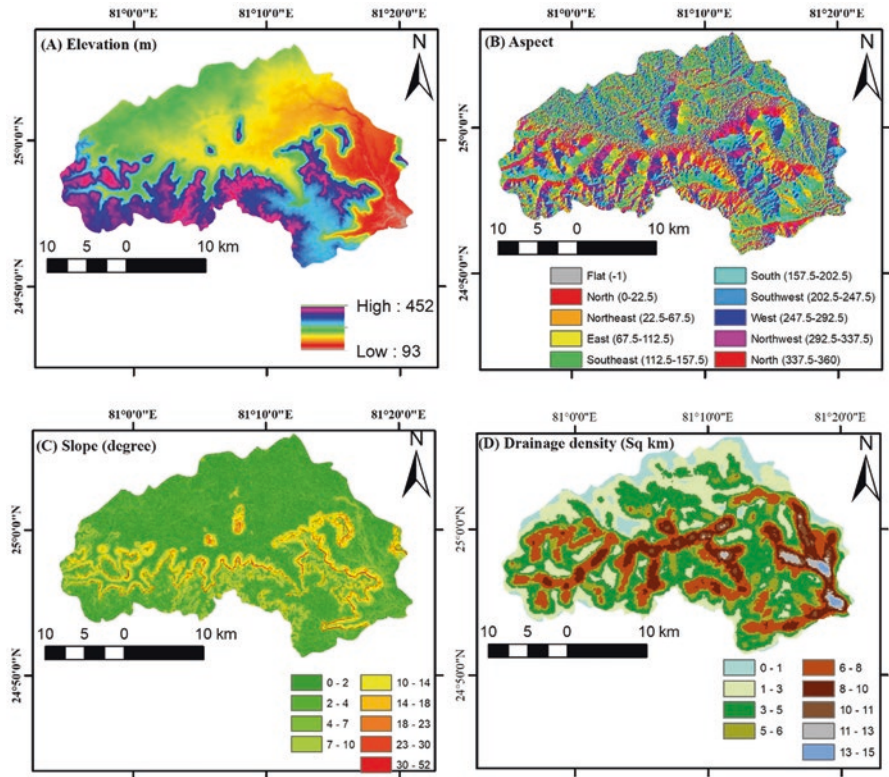 81°0'0"E 81°10'0"E 81°20'0"E
(A) Elevation (m)
N
25°0'0"N
24°50'0"N
10 5 0 10 km
High : 452
Low : 93
81°0'0"E 81°10'0"E 81°20'0"E
(B) Aspect
N
25°0'0"N
24°50'0"N
10 5 0 10 km
Flat (-1)
North (0-22.5)
Northeast (22.5-67.5)
East (67.5-112.5)
Southeast (112.5-157.5)
South (157.5-202.5)
Southwest (202.5-247.5)
West (247.5-292.5)
Northwest (292.5-337.5)
North (337.5-360)
81°0'0"E 81°10'0"E 81°20'0"E
(C) Slope (degree)
N
25°0'0"N
24°50'0"N
10 5 0 10 km
0 - 2
2 - 4
4 - 7
7 - 10
10 - 14
14 - 18
18 - 23
23 - 30
30 - 52
81°0'0"E 81°10'0"E 81°20'0"E
(D) Drainage density (Sq km)
N
25°0'0"N
24°50'0"N
10 5 0 10 km
0 - 1
1 - 3
3 - 5
5 - 6
6 - 8
8 - 10
10 - 11
11 - 13
13 - 15